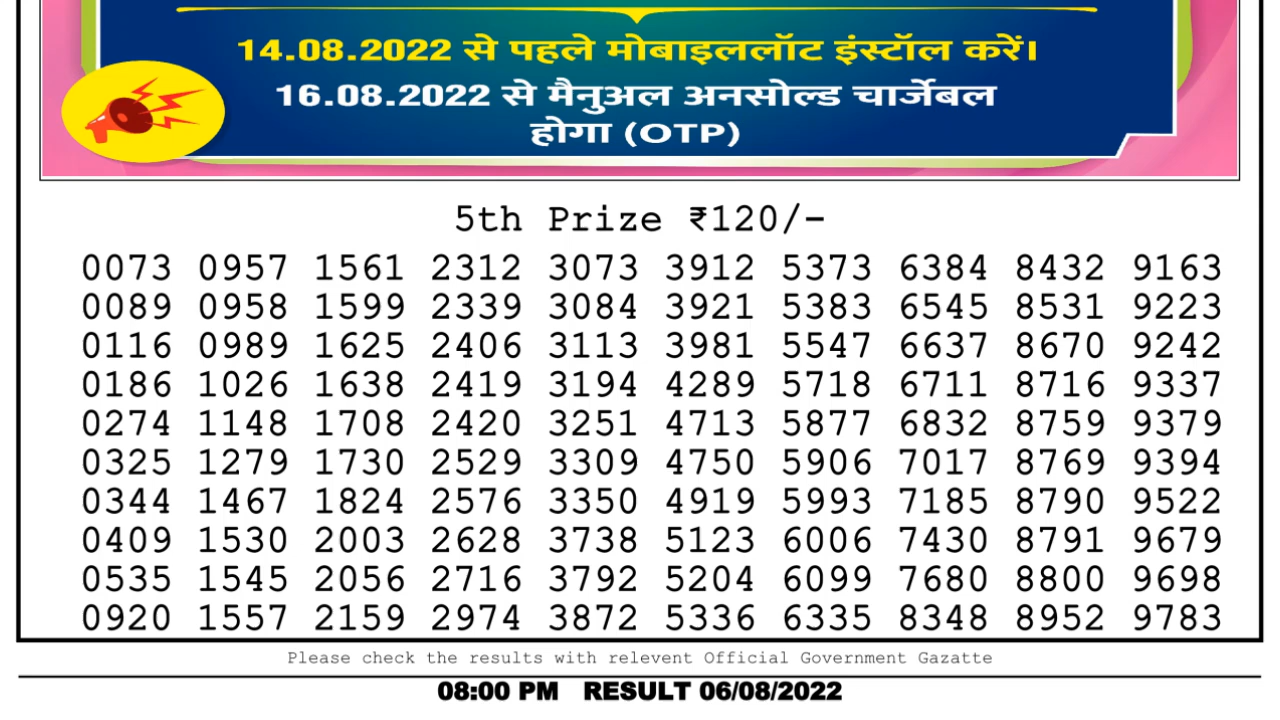 14.08.2022 से पहले मोबाइललॉट इंस्टॉल करें।
16.08.2022 से मैनुअल अनसोल्ड चार्जेबल
होगा (OTP)
5th Prize ₹120/-
0073 0957 1561 2312 3073 3912 5373 6384 8432 9163
0089 0958 1599 2339 3084 3921 5383 6545 8531 9223
0116 0989 1625 2406 3113 3981 5547 6637 8670 9242
0186 1026 1638 2419 3194 4289 5718 6711 8716 9337
0274 1148 1708 2420 3251 4713 5877 6832 8759 9379
0325 1279 1730 2529 3309 4750 5906 7017 8769 9394
0344 1467 1824 2576 3350 4919 5993 7185 8790 9522
0409 1530 2003 2628 3738 5123 6006 7430 8791 9679
0535 1545 2056 2716 3792 5204 6099 7680 8800 9698
0920 1557 2159 2974 3872 5336 6335 8348 8952 9783
Please check the results with relevent Official Government Gazatte
08:00 PM RESULT 06/08/2022